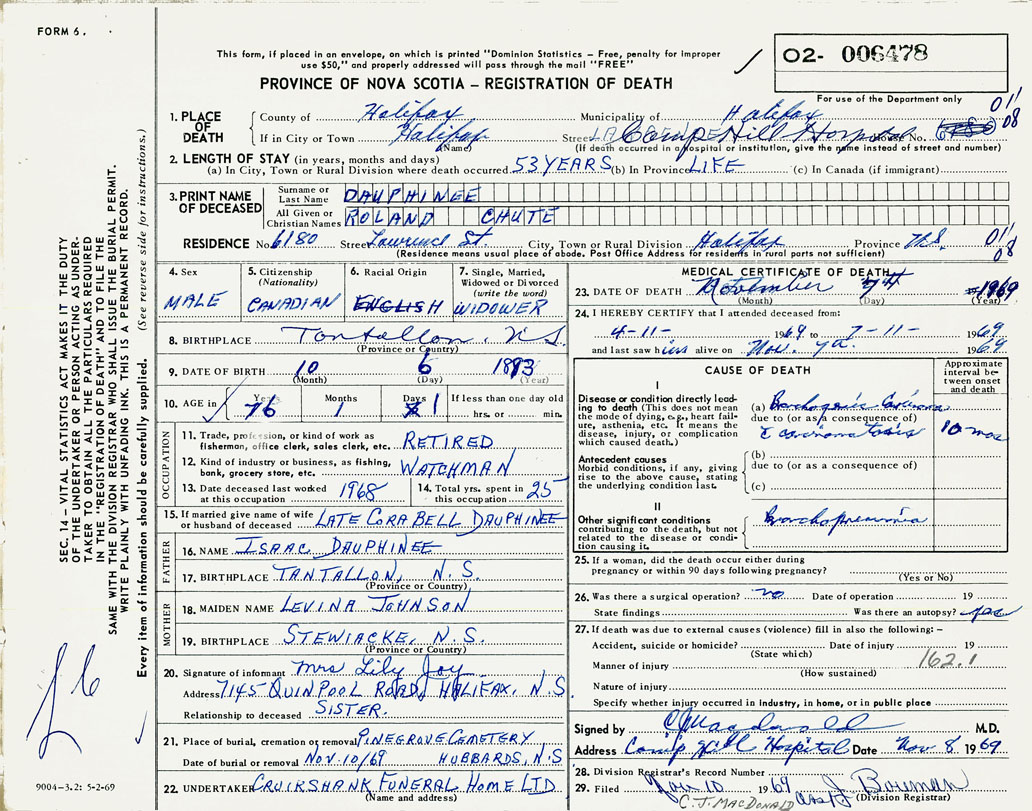 FORM 6.
This form, if placed in an envelope, on which is printed "Dominion Statistics – Free, penalty for improper
use $50," and properly addressed will pass through the mail "FREE"
PROVINCE OF NOVA SCOTIA – REGISTRATION OF DEATH
02- 006478
For use of the Department only
011
08
1. PLACE OF DEATH
County of Halifax Municipality of Halifax
If in City or Town Halifax Street Camp Hill Hospital No.
(Name) (If death occurred in a hospital or institution, give the name instead of street and number)
2. LENGTH OF STAY (in years, months and days)
(a) In City, Town or Rural Division where death occurred 53 YEARS (b) In Province LIFE (c) In Canada (if immigrant)
3. PRINT NAME OF DECEASED
Surname or Last Name DAUPHINEE
All Given or Christian Names ROLAND CHUTE
RESIDENCE No. 6180 Street Lawrence St City, Town or Rural Division Halifax Province N.S. 011
08
(Residence means usual place of abode. Post Office Address for residents in rural parts not sufficient)
4. Sex MALE
5. Citizenship (Nationality) CANADIAN
6. Racial Origin ENGLISH
7. Single, Married, Widowed or Divorced (write the word) WIDOWER
8. BIRTHPLACE Tantallon, N.S.
(Province or Country)
9. DATE OF BIRTH 10 6 1893
(Month) (Day) (Year)
10. AGE in Years 76 Months 1 Days 1 If less than one day old
hrs. or min.
OCCUPATION
11. Trade, profession, or kind of work as
fishermen, office clerk, sales clerk, etc. RETIRED
12. Kind of industry or business, as fishing,
bank, grocery store, etc. WATCHMAN
13. Date deceased last worked
at this occupation 1968
14. Total yrs. spent in
this occupation 25
15. If married give name of wife
or husband of deceased LATE CORA BELL DAUPHINEE
FATHER
16. NAME ISAAC DAUPHINEE
17. BIRTHPLACE TANTALLON, N.S.
(Province or Country)
MOTHER
18. MAIDEN NAME LEVINA JOHNSON
19. BIRTHPLACE STEWIACKE, N.S.
(Province or Country)
20. Signature of informant Mrs Lily Joy
Address 7145 QUINPOOL ROAD, HALIFAX, N.S.
Relationship to deceased SISTER.
21. Place of burial, cremation or removal PINEGROVE CEMETERY
Date of burial or removal NOV. 10/69 HUBBARDS, N.S
22. UNDERTAKER CRUIKSHANK FUNERAL HOME LTD.
(Name and address)
MEDICAL CERTIFICATE OF DEATH
23. DATE OF DEATH November 7th 1969
(Month) (Day) (Year)
24. I HEREBY CERTIFY that I attended deceased from:
4-11- 1969 to 7-11- 1969
and last saw him alive on Nov. 7th 1969
CAUSE OF DEATH
Approximate interval between onset and death
I
Disease or condition directly leading to death (This does not mean the mode of dying, e.g., heart failure, asthenia, etc. It means the disease, injury, or complication which caused death.)
(a) Bronchogenic Carcinoma
due to (or as a consequence of)
c carcinomatosis 10 mos
Antecedent causes
Morbid conditions, if any, giving rise to the above cause, stating the underlying condition last.
(b)
due to (or as a consequence of)
(c)
II
Other significant conditions
contributing to the death, but not related to the disease or condition causing it.
Bronchopneumonia
25. If a woman, did the death occur either during
pregnancy or within 90 days following pregnancy?
(Yes or No)
26. Was there a surgical operation? no Date of operation 19
State findings Was there an autopsy? yes
27. If death was due to external causes (violence) fill in also the following: –
Accident, suicide or homicide? Date of injury 19
(State which)
162.1
Manner of injury
(How sustained)
Nature of injury
Specify whether injury occurred in industry, in home, or in public place
Signed by CJ Macdonald M.D.
Address Camp Hill Hospital Date Nov 8 1969
28. Division Registrar's Record Number
29. Filed Nov 10 1969 J. Bowman
(Division Registrar)
C. J. MACDONALD
SEC. 14 – VITAL STATISTICS ACT MAKES IT THE DUTY
OF THE UNDERTAKER OR PERSON ACTING AS UNDER-
TAKER TO OBTAIN ALL THE PARTICULARS REQUIRED
IN THE "REGISTRATION OF DEATH" AND TO FILE THE
SAME WITH THE DIVISION REGISTRAR WHO SHALL ISSUE THE BURIAL PERMIT.
WRITE PLAINLY WITH UNFADING INK. THIS IS A PERMANENT RECORD.
Every item of information should be carefully supplied. (See reverse side for instructions.)
9004-3.2: 5-2-69